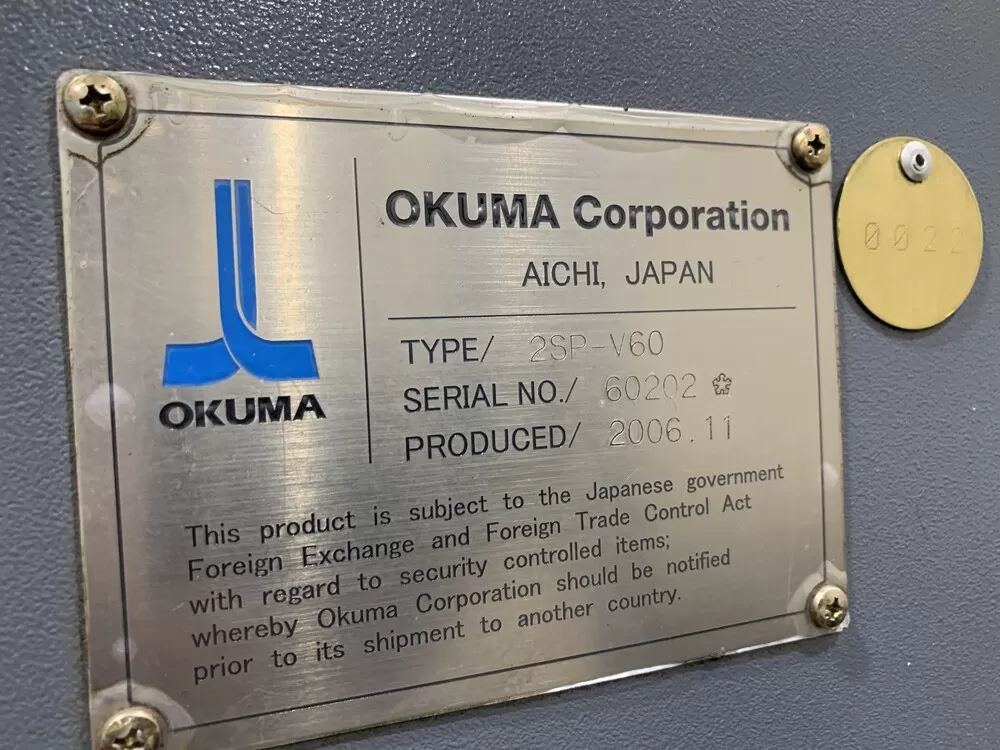 OKUMA
OKUMA Corporation
AICHI, JAPAN
TYPE/ 2SP-V60
SERIAL NO./ 60202
PRODUCED/ 2006.11
This product is subject to the Japanese government
Foreign Exchange and Foreign Trade Control Act
with regard to security controlled items;
whereby Okuma Corporation should be notified
prior to its shipment to another country.
0022